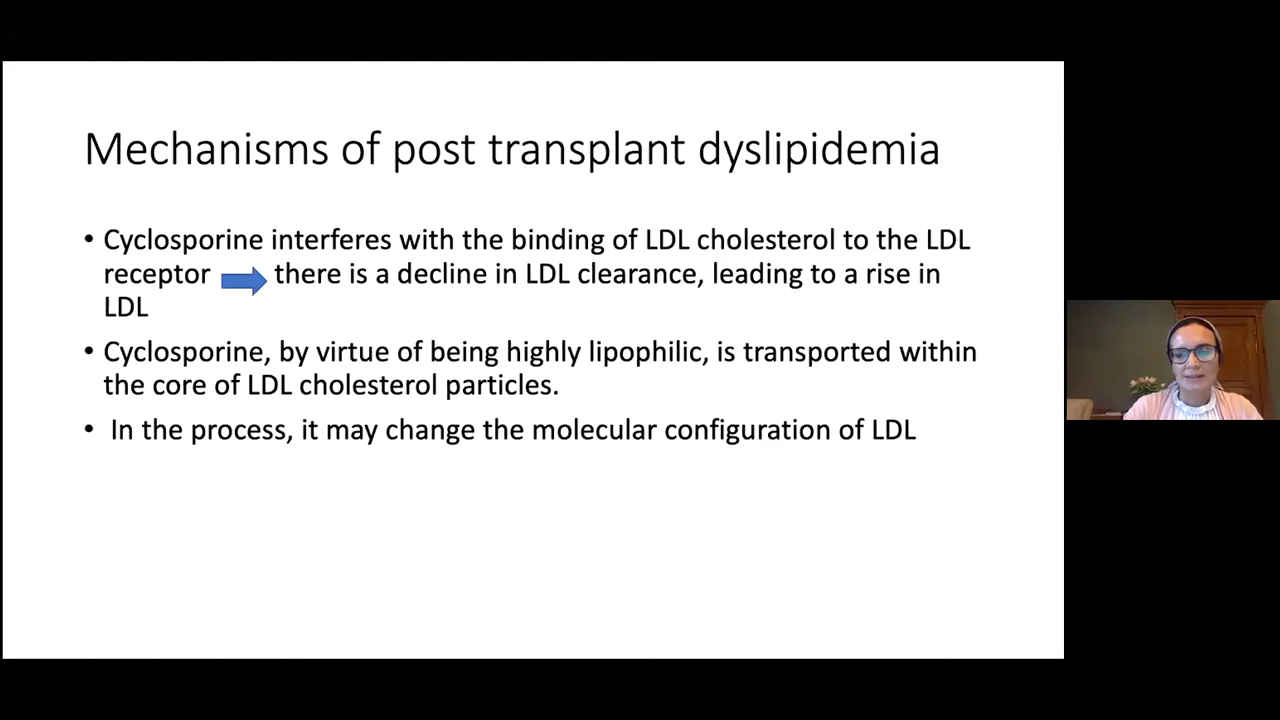 Mechanisms of post transplant dyslipidemia
• Cyclosporine interferes with the binding of LDL cholesterol to the LDL
receptor there is a decline in LDL clearance, leading to a rise in
LDL
• Cyclosporine, by virtue of being highly lipophilic, is transported within
the core of LDL cholesterol particles.
• In the process, it may change the molecular configuration of LDL